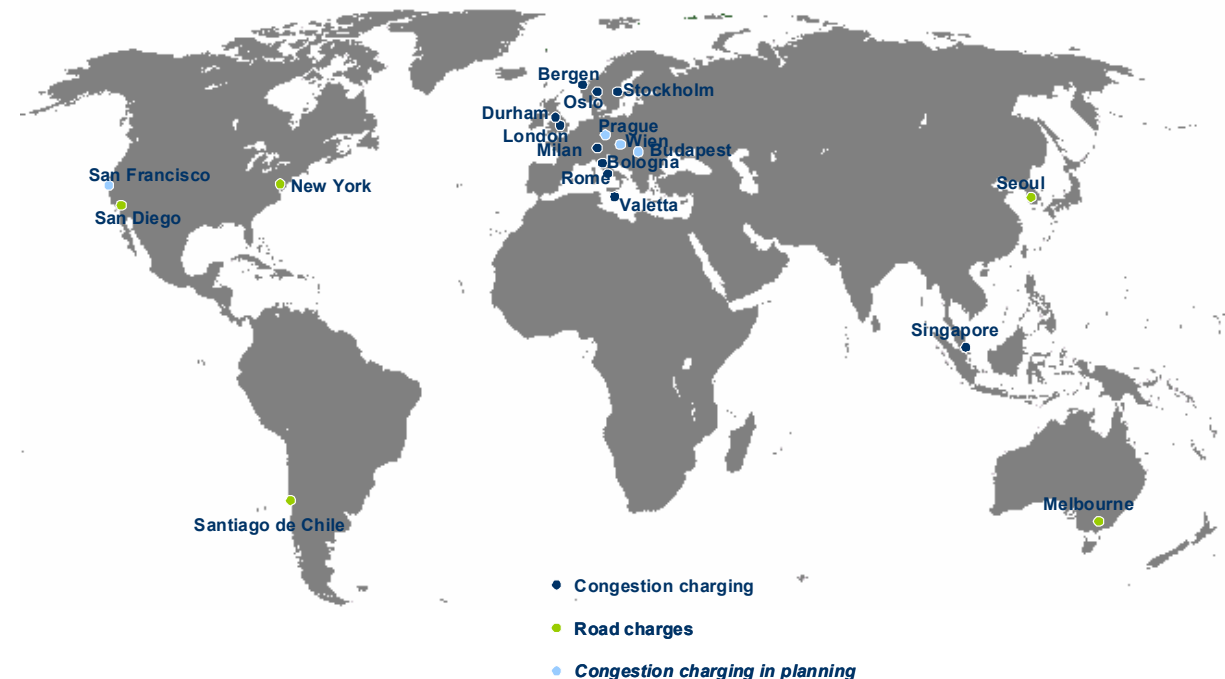 Bergen
Stockholm
Oslo
Durham
London
Prague
Wien
Milan
Budapest
Bologna
Rome
Valetta
San Francisco
New York
San Diego
Seoul
Singapore
Melbourne
Santiago de Chile
Congestion charging
Road charges
Congestion charging in planning